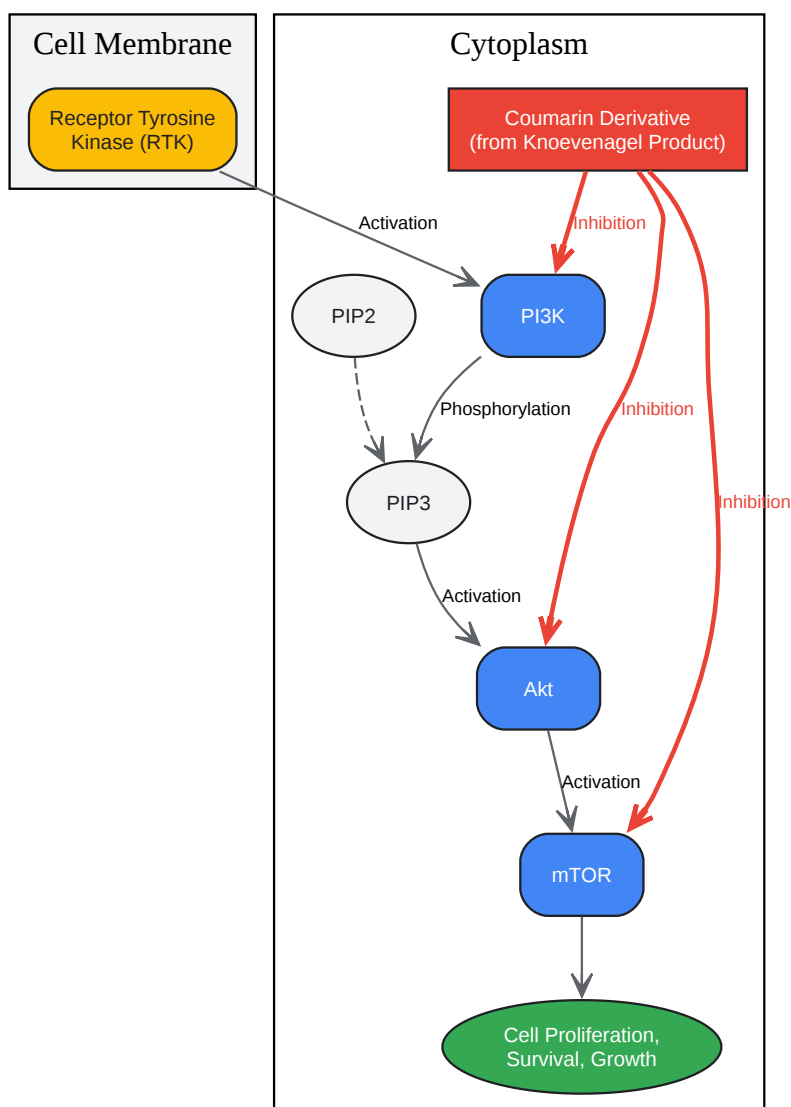 Cell Membrane
Cytoplasm
Receptor Tyrosine
Kinase (RTK)
Coumarin Derivative
(from Knoevenagel Product)
Activation
Inhibition
PIP2
PI3K
Phosphorylation
Inhibition
PIP3
Inhibition
Activation
Akt
Activation
mTOR
Cell Proliferation,
Survival, Growth